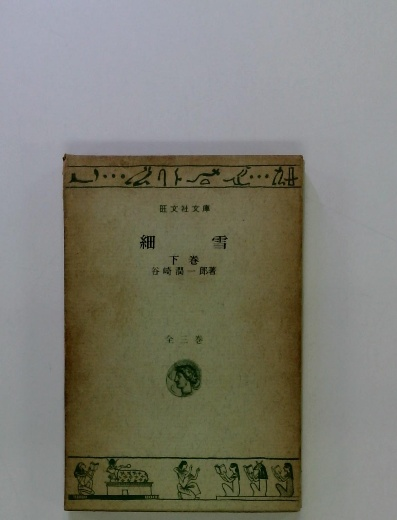 旺文社文庫
細雪
下巻
谷崎潤一郎著
全三巻